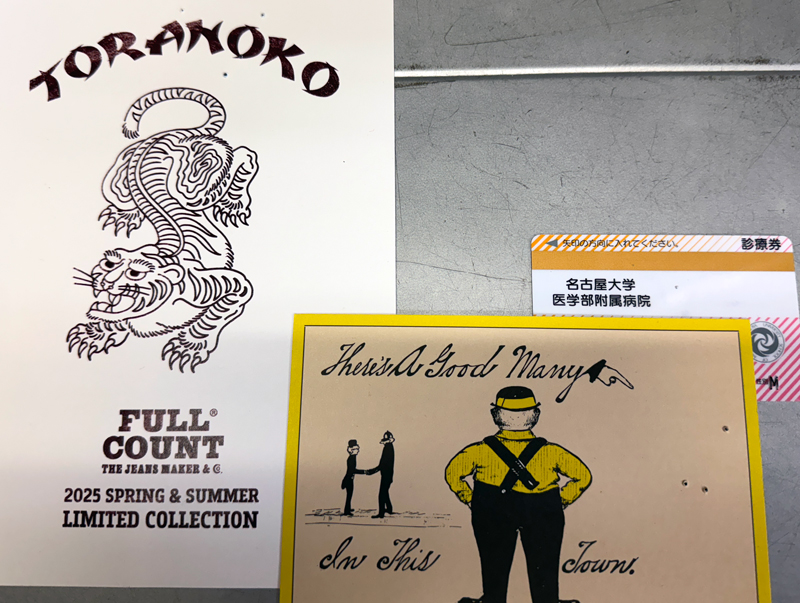 TORANOKO
FULL®
COUNT
THE JEANS MAKER & C.
2025 SPRING & SUMMER
LIMITED COLLECTION
矢印の方向に入れてください。
診療券
名古屋大学
医学部附属病院
M
There's A Good Many
In This Town.